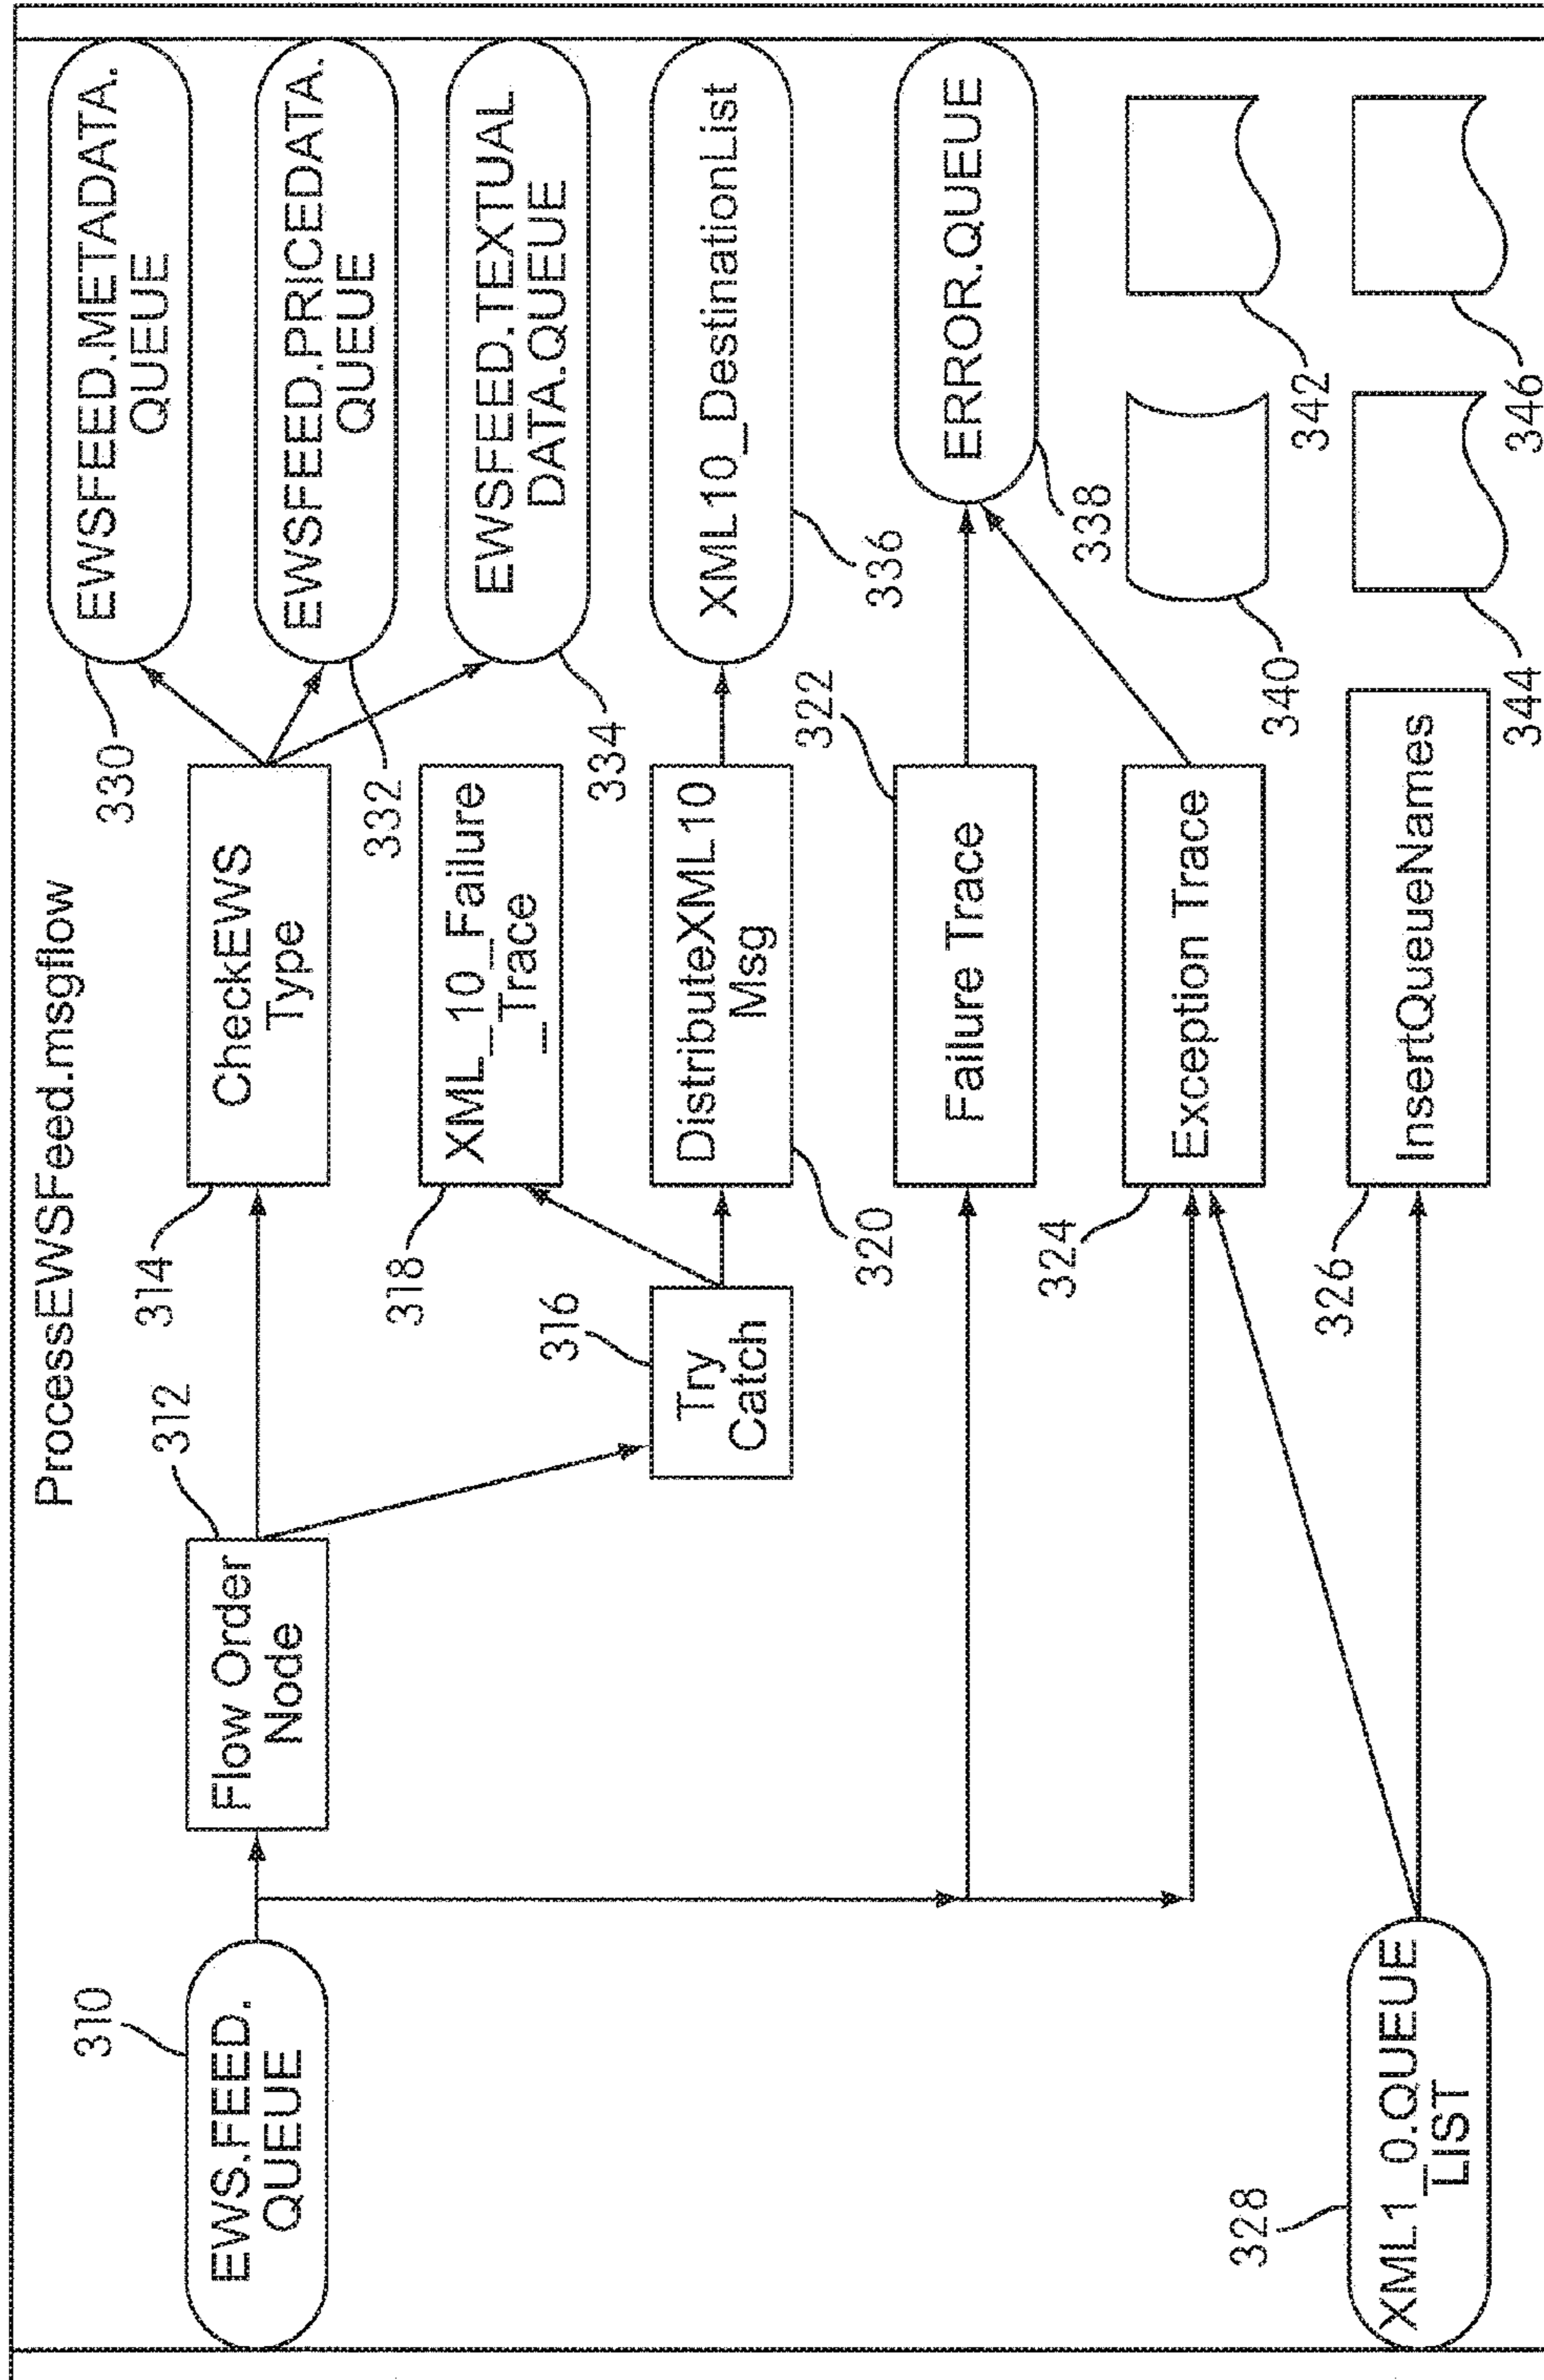 ProcessEWSFeed.msgflow
310
EWS.FEED.
QUEUE
312
Flow Order
Node
314
CheckEWS
Type
330
EWSFEED.METADATA.
QUEUE
332
EWSFEED.PRICEDATA.
QUEUE
334
EWSFEED.TEXTUAL
DATA.QUEUE
318
XML_10_Failure
_Trace
316
Try
Catch
320
DistributeXML10
Msg
336
XML10_DestinationList
322
Failure Trace
338
ERROR.QUEUE
324
Exception Trace
340
342
328
XML1_0.QUEUE
_LIST
326
InsertQueueNames
344
346